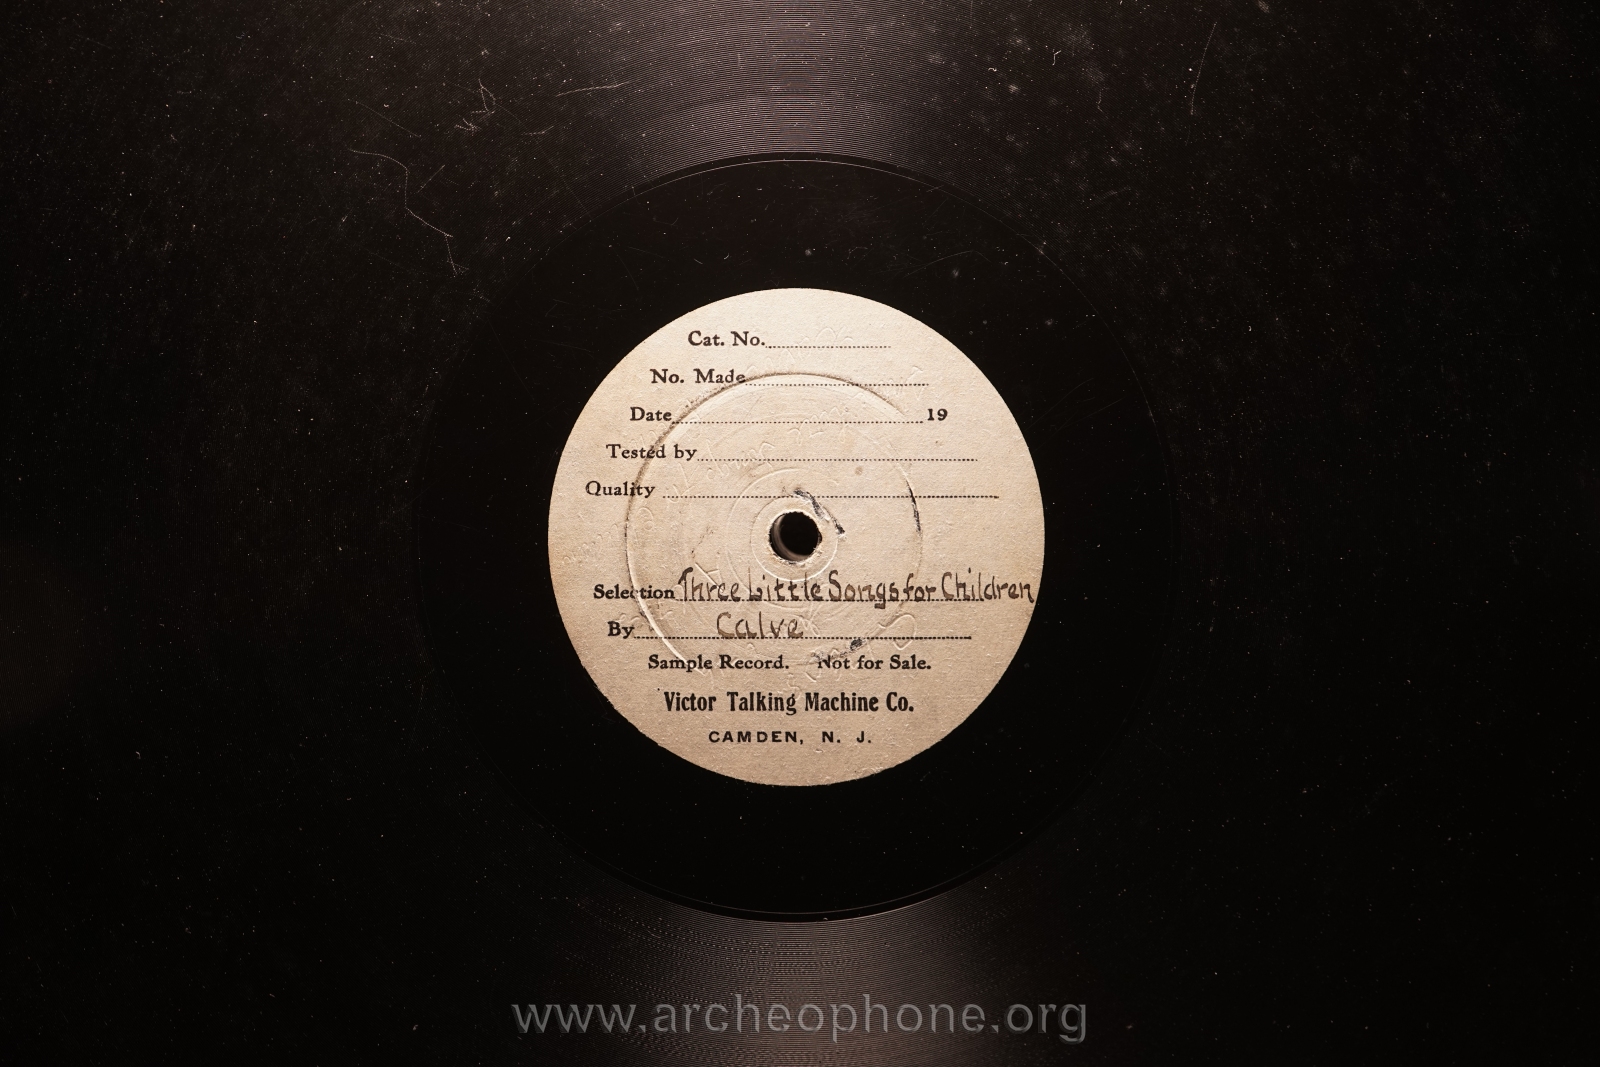 Cat. No.
No. Made
Date 19
Tested by
Quality
Selection Three Little Songs for Children
By Calve
Sample Record. Not for Sale.
Victor Talking Machine Co.
CAMDEN, N. J.
www.archeophone.org